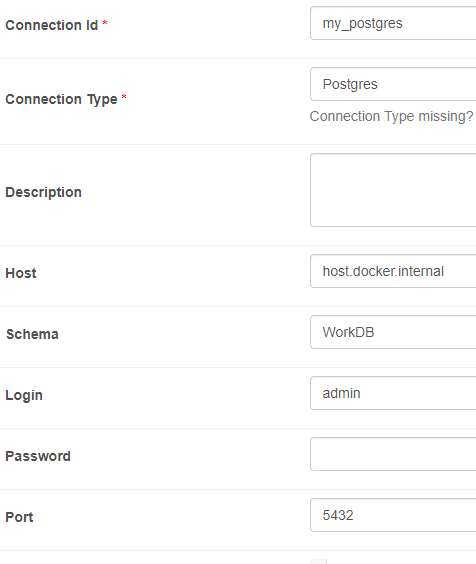 Connection Id *
my_postgres
Connection Type *
Postgres
Connection Type missing?
Description
Host
host.docker.internal
Schema
WorkDB
Login
admin
Password
Port
5432